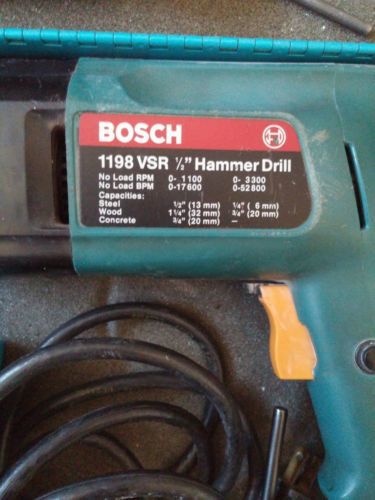 BOSCH
1198 VSR ½" Hammer Drill
No Load RPM 0- 1100 0- 3300
No Load BPM 0-17600 0-52800
Capacities:
Steel ½" (13 mm) ¼" ( 6 mm)
Wood 1¼" (32 mm) ¾" (20 mm)
Concrete ¾" (20 mm) –